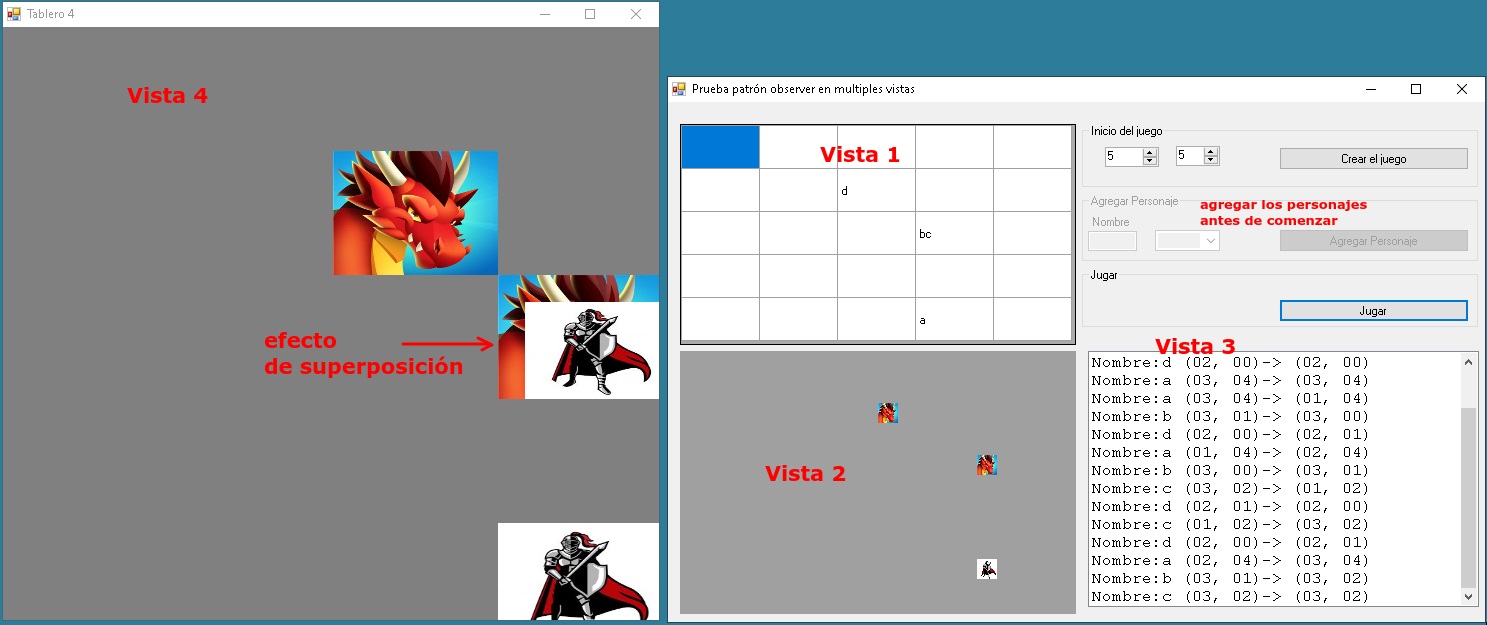 Tablero 4
Vista 4
efecto
de superposición
Prueba patrón observer en multiples vistas
Vista 1
d
bc
a
Vista 2
Inicio del juego
5
5
Crear el juego
Agregar Personaje
agregar los personajes
antes de comenzar
Nombre
Agregar Personaje
Jugar
Jugar
Vista 3
Nombre:d (02, 00)-> (02, 00)
Nombre:a (03, 04)-> (03, 04)
Nombre:a (03, 04)-> (01, 04)
Nombre:b (03, 01)-> (03, 00)
Nombre:d (02, 00)-> (02, 01)
Nombre:a (01, 04)-> (02, 04)
Nombre:b (03, 00)-> (03, 01)
Nombre:c (03, 02)-> (01, 02)
Nombre:d (02, 01)-> (02, 00)
Nombre:c (01, 02)-> (03, 02)
Nombre:d (02, 00)-> (02, 01)
Nombre:a (02, 04)-> (03, 04)
Nombre:b (03, 01)-> (03, 02)
Nombre:c (03, 02)-> (03, 02)